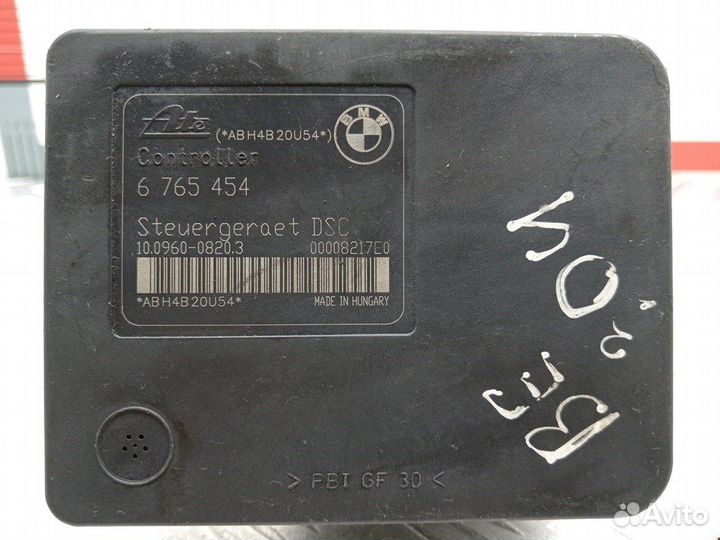 Ate
(*ABH4B20U54*)
BMW
Controller
6 765 454
Steuergeraet DSC
10.0960-0820.3 00008217E0
*ABH4B20U54*
MADE IN HUNGARY
> PBT GF 30 <
Avito